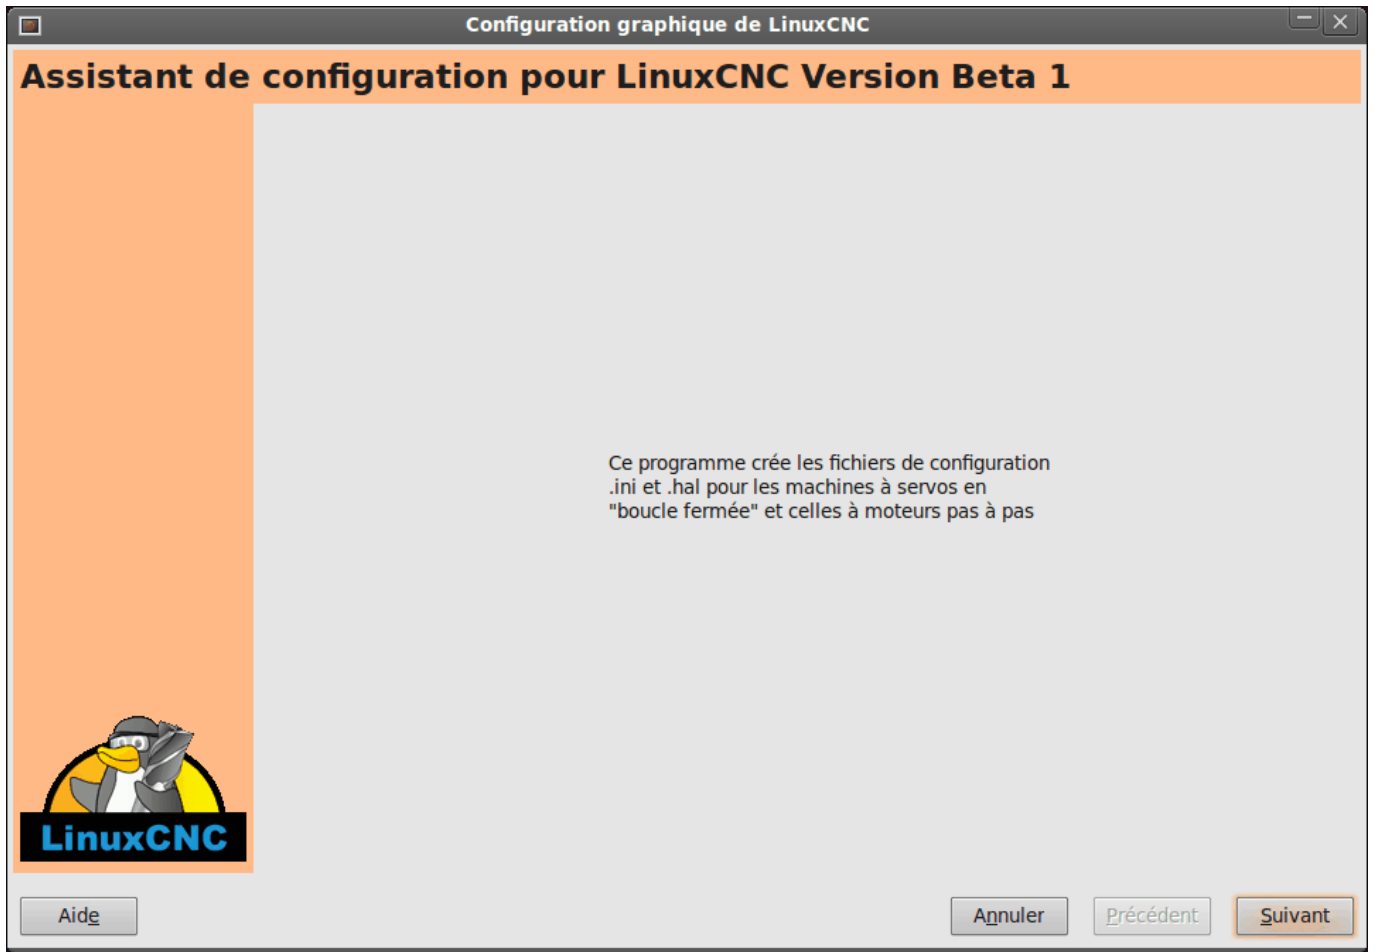 Configuration graphique de LinuxCNC
Assistant de configuration pour LinuxCNC Version Beta 1
Ce programme crée les fichiers de configuration
.ini et .hal pour les machines à servos en
"boucle fermée" et celles à moteurs pas à pas
LinuxCNC
Aide
Annuler
Précédent
Suivant